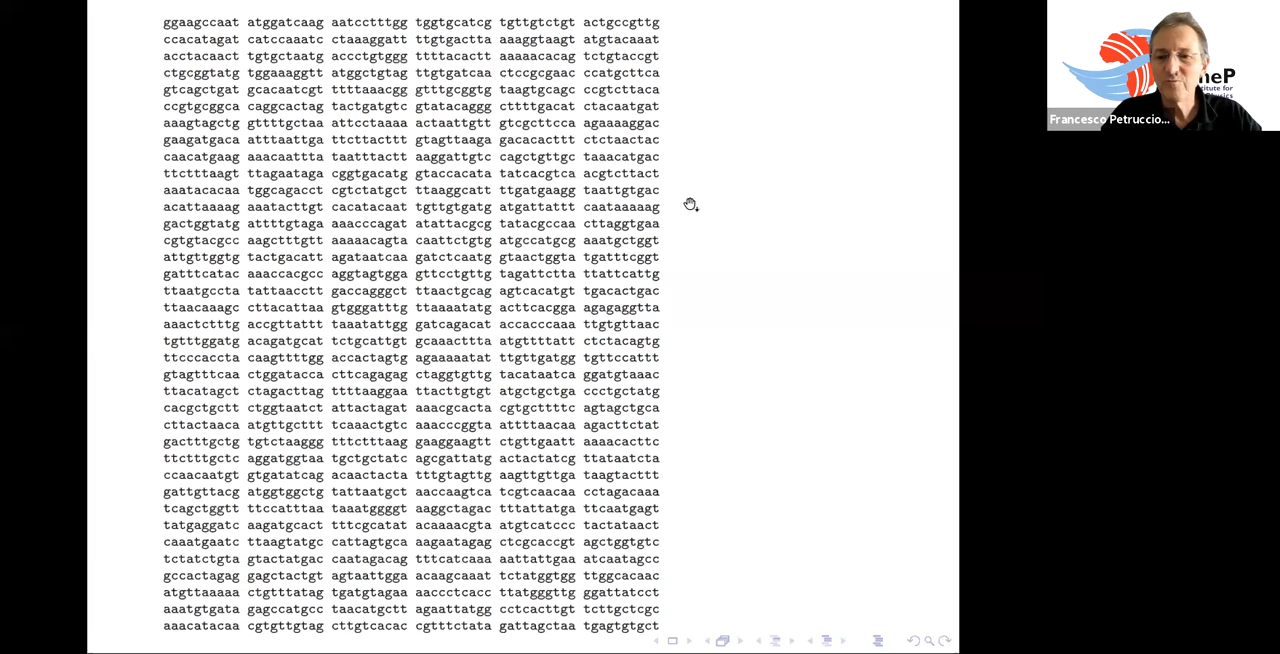 ggaagccaat atggatcaag aatcctttgg tggtgcatcg tgttgtctgt actgccgttg
ccacatagat catccaaatc ctaaaggatt ttgtgactta aaaggtaagt atgtacaaat
acctacaact tgtgctaatg accctgtggg ttttacactt aaaaacacag tctgtaccgt
ctgcggtatg tggaaaggtt atggctgtag ttgtgatcaa ctccgcgaac ccatgcttca
gtcagctgat gcacaatcgt ttttaaacgg gtttgcggtg taagtgcagc ccgtcttaca
ccgtgcggca caggcactag tactgatgtc gtatacaggg cttttgacat ctacaatgat
aaagtagctg gttttgctaa attcctaaaa actaattgtt gtcgcttcca agaaaaggac
gaagatgaca atttaattga ttcttacttt gtagttaaga gacacacttt ctctaactac
caacatgaag aaacaattta taatttactt aaggattgtc cagctgttgc taaacatgac
ttctttaagt ttagaataga cggtgacatg gtaccacata tatcacgtca acgtcttact
aaatacacaa tggcagacct cgtctatgct ttaaggcatt ttgatgaagg taattgtgac
acattaaaag aaatacttgt cacatacaat tgttgtgatg atgattattt caataaaaag
gactggtatg attttgtaga aaacccagat atattacgcg tatacgccaa cttaggtgaa
cgtgtacgcc aagctttgtt aaaaacagta caattctgtg atgccatgcg aaatgctggt
attgttggtg tactgacatt agataatcaa gatctcaatg gtaactggta tgatttcggt
gatttcatac aaaccacgcc aggtagtgga gttcctgttg tagattctta ttattcattg
ttaatgccta tattaacctt gaccagggct ttaactgcag agtcacatgt tgacactgac
ttaacaaagc cttacattaa gtgggatttg ttaaaatatg acttcacgga agagaggtta
aaactctttg accgttattt taaatattgg gatcagacat accacccaaa ttgtgttaac
tgtttggatg acagatgcat tctgcattgt gcaaacttta atgttttatt ctctacagtg
ttcccaccta caagttttgg accactagtg agaaaaatat ttgttgatgg tgttccattt
gtagtttcaa ctggatacca cttcagagag ctaggtgttg tacataatca ggatgtaaac
ttacatagct ctagacttag ttttaaggaa ttacttgtgt atgctgctga ccctgctatg
cacgctgctt ctggtaatct attactagat aaacgcacta cgtgcttttc agtagctgca
cttactaaca atgttgcttt tcaaactgtc aaacccggta attttaacaa agacttctat
gactttgctg tgtctaaggg tttctttaag gaaggaagtt ctgttgaatt aaaacacttc
ttctttgctc aggatggtaa tgctgctatc agcgattatg actactatcg ttataatcta
ccaacaatgt gtgatatcag acaactacta tttgtagttg aagttgttga taagtacttt
gattgttacg atggtggctg tattaatgct aaccaagtca tcgtcaacaa cctagacaaa
tcagctggtt ttccatttaa taaatggggt aaggctagac tttattatga ttcaatgagt
tatgaggatc aagatgcact tttcgcatat acaaaacgta atgtcatccc tactataact
caaatgaatc ttaagtatgc cattagtgca aagaatagag ctcgcaccgt agctggtgtc
tctatctgta gtactatgac caatagacag tttcatcaaa aattattgaa atcaatagcc
gccactagag gagctactgt agtaattgga acaagcaaat tctatggtgg ttggcacaac
atgttaaaaa ctgtttatag tgatgtagaa aaccctcacc ttatgggttg ggattatcct
aaatgtgata gagccatgcc taacatgctt agaattatgg cctcacttgt tcttgctcgc
aaacatacaa cgtgttgtag cttgtcacac cgtttctata gattagctaa tgagtgtgct
Francesco Petruccio...